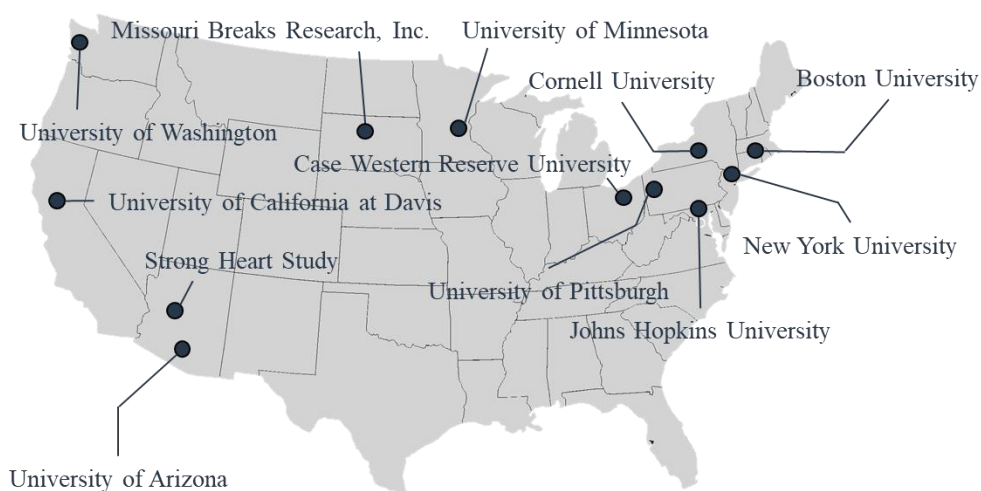 Missouri Breaks Research, Inc.
University of Minnesota
Cornell University
Boston University
University of Washington
Case Western Reserve University
University of California at Davis
New York University
Strong Heart Study
University of Pittsburgh
Johns Hopkins University
University of Arizona